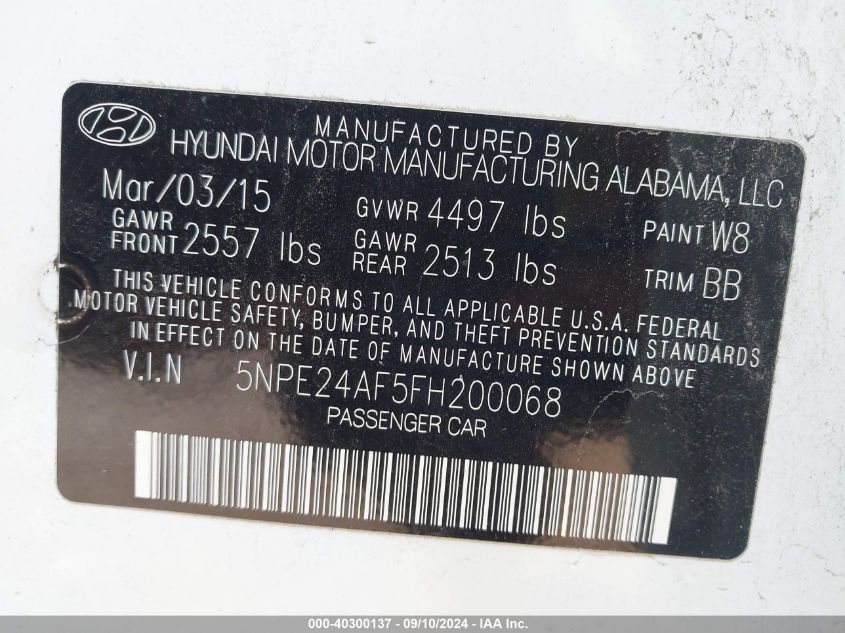 MANUFACTURED BY
HYUNDAI MOTOR MANUFACTURING ALABAMA, LLC
Mar/03/15 GVWR 4497 lbs PAINT W8
GAWR FRONT 2557 lbs GAWR REAR 2513 lbs TRIM BB
THIS VEHICLE CONFORMS TO ALL APPLICABLE U.S.A. FEDERAL
MOTOR VEHICLE SAFETY, BUMPER, AND THEFT PREVENTION STANDARDS
IN EFFECT ON THE DATE OF MANUFACTURE SHOWN ABOVE
V.I.N 5NPE24AF5FH200068
PASSENGER CAR
000-40300137 - 09/10/2024 - IAA Inc.